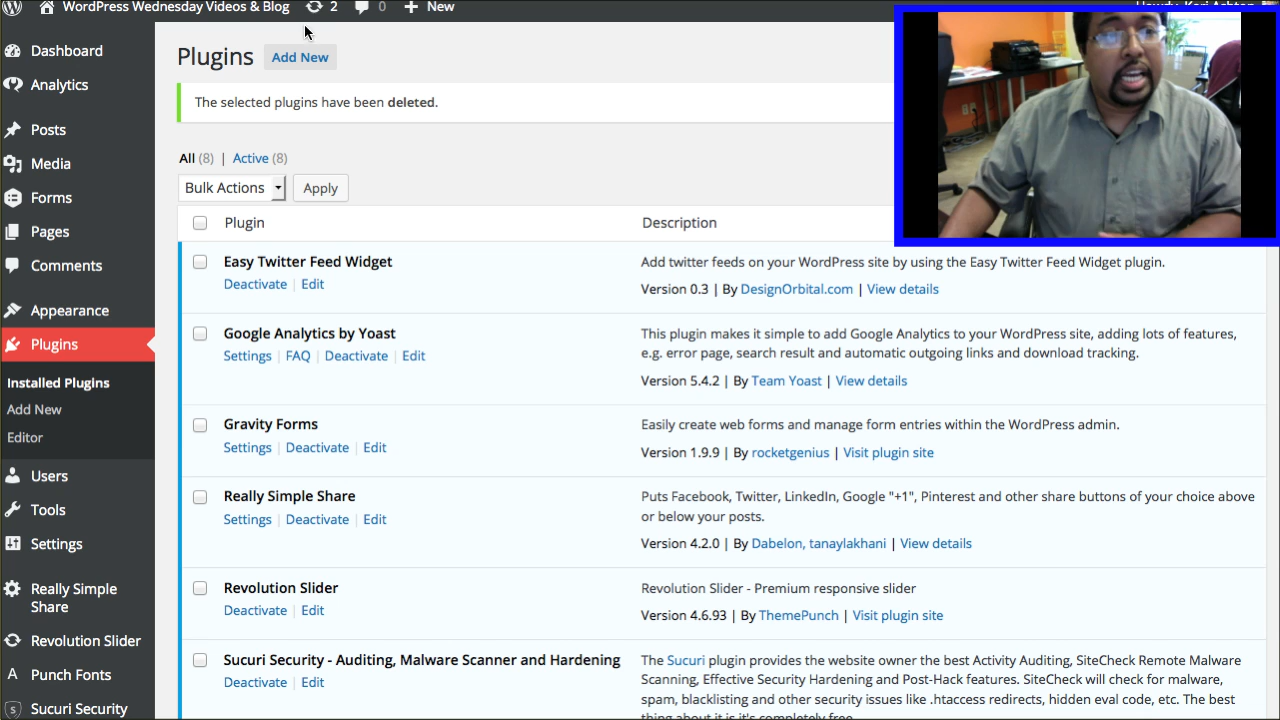 WordPress Wednesday Videos & Blog 2 0 New
Dashboard
Analytics
Posts
Media
Forms
Pages
Comments
Appearance
Plugins
Installed Plugins
Add New
Editor
Users
Tools
Settings
Really Simple
Share
Revolution Slider
Punch Fonts
Sucuri Security
Plugins Add New
The selected plugins have been deleted.
All (8) | Active (8)
Bulk Actions Apply
Plugin Description
Easy Twitter Feed Widget
Deactivate | Edit
Add twitter feeds on your WordPress site by using the Easy Twitter Feed Widget plugin.
Version 0.3 | By DesignOrbital.com | View details
Google Analytics by Yoast
Settings | FAQ | Deactivate | Edit
This plugin makes it simple to add Google Analytics to your WordPress site, adding lots of features,
e.g. error page, search result and automatic outgoing links and download tracking.
Version 5.4.2 | By Team Yoast | View details
Gravity Forms
Settings | Deactivate | Edit
Easily create web forms and manage form entries within the WordPress admin.
Version 1.9.9 | By rocketgenius | Visit plugin site
Really Simple Share
Settings | Deactivate | Edit
Puts Facebook, Twitter, LinkedIn, Google "+1", Pinterest and other share buttons of your choice above
or below your posts.
Version 4.2.0 | By Dabelon, tanaylakhani | View details
Revolution Slider
Deactivate | Edit
Revolution Slider - Premium responsive slider
Version 4.6.93 | By ThemePunch | Visit plugin site
Sucuri Security - Auditing, Malware Scanner and Hardening
Deactivate | Edit
The Sucuri plugin provides the website owner the best Activity Auditing, SiteCheck Remote Malware
Scanning, Effective Security Hardening and Post-Hack features. SiteCheck will check for malware,
spam, blacklisting and other security issues like .htaccess redirects, hidden eval code, etc. The best
thing about it is it's completely free